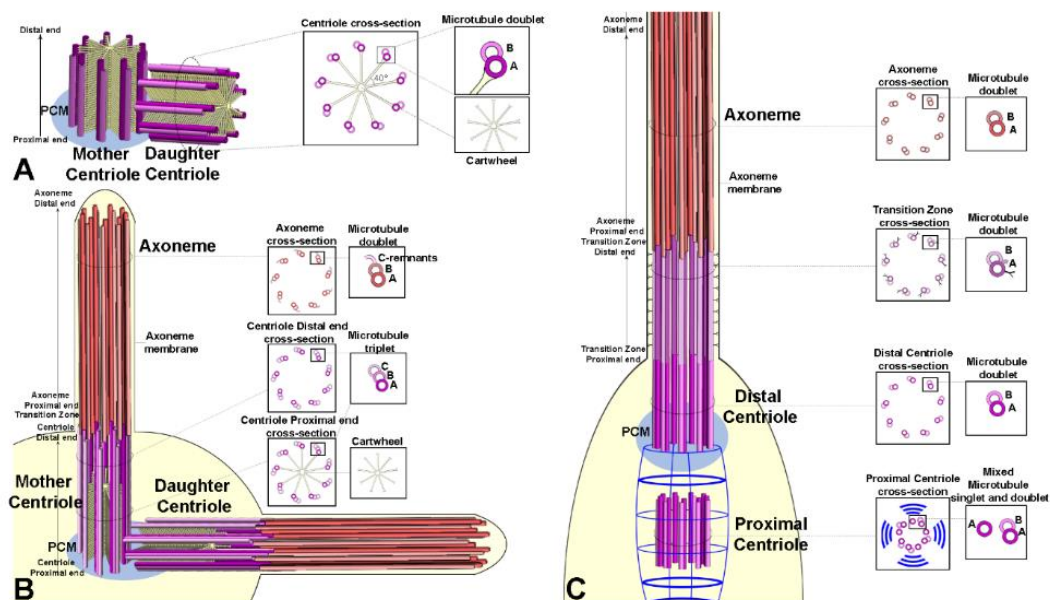 Distal end
PCM
Proximal end
Mother
Centriole
Daughter
Centriole
A
Centriole cross-section
40°
Microtubule doublet
B
A
Cartwheel
Axoneme
Distal end
Axoneme
Axoneme
membrane
Axoneme
Proximal end
Transition Zone
Centriole
Distal end
Mother
Centriole
Daughter
Centriole
PCM
Centriole
Proximal end
B
Axoneme
cross-section
Microtubule
doublet
C-remnants
B
A
Centriole Distal end
cross-section
Microtubule
triplet
C
B
A
Centriole Proximal end
cross-section
Cartwheel
Axoneme
Distal end
Axoneme
Axoneme
membrane
Axoneme
Proximal end
Transition Zone
Distal end
Transition Zone
Proximal end
Distal
Centriole
PCM
Proximal
Centriole
C
Axoneme
cross-section
Microtubule
doublet
B
A
Transition Zone
cross-section
Microtubule
doublet
B
A
Distal Centriole
cross-section
Microtubule
doublet
B
A
Proximal Centriole
cross-section
Mixed
Microtubule
singlet and doublet
A
B
A